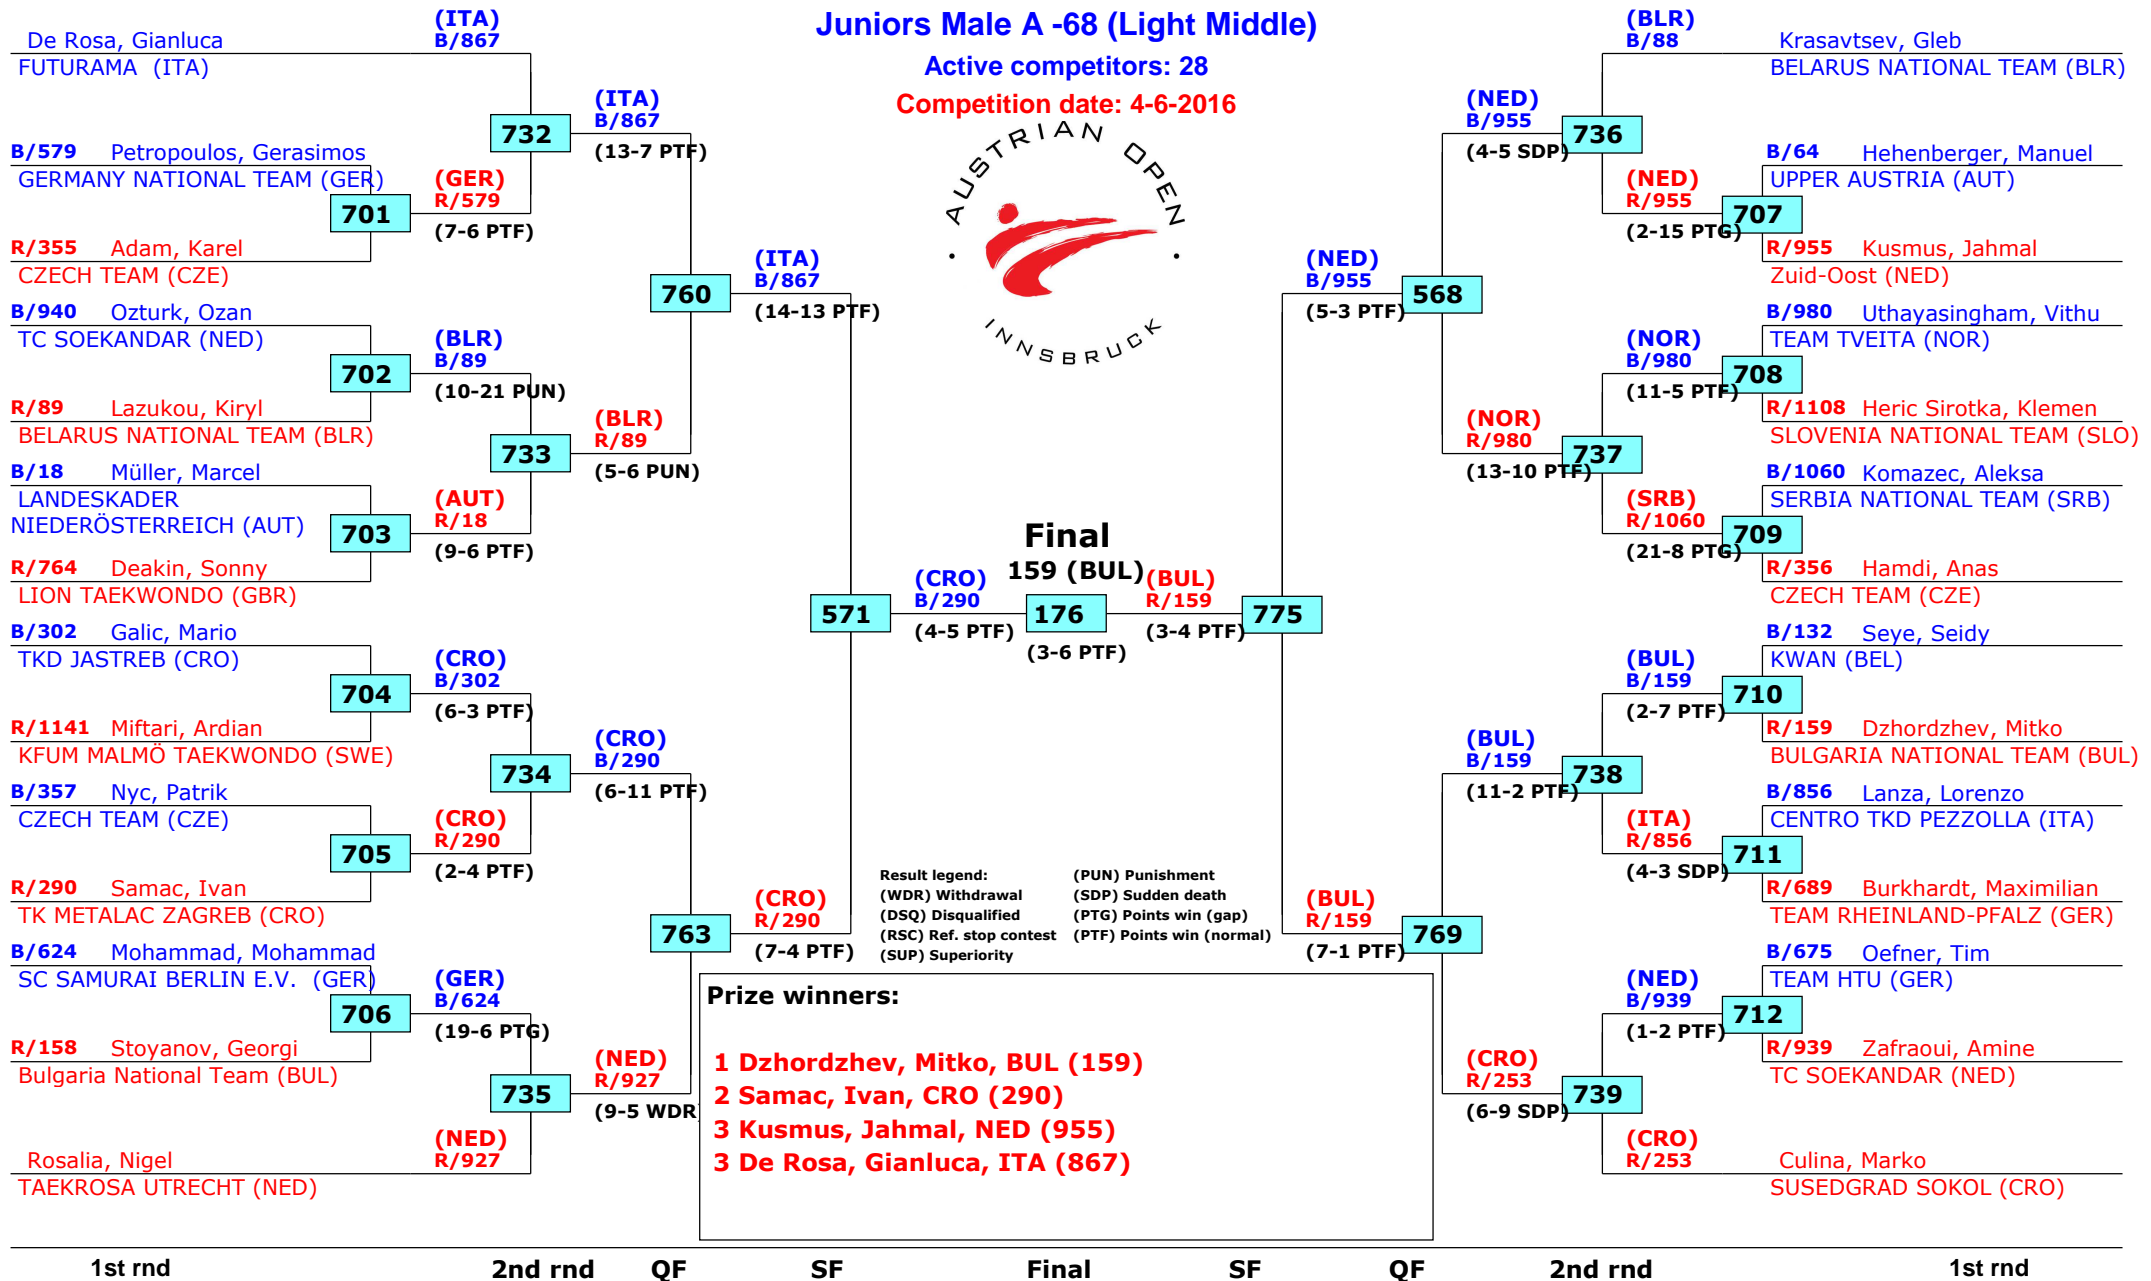 Juniors Male A -68 (Light Middle)
Active competitors: 28
Competition date: 4-6-2016
AUSTRIAN OPEN
INNSBRUCK
De Rosa, Gianluca
FUTURAMA (ITA)
(ITA)
B/867
B/579 Petropoulos, Gerasimos
GERMANY NATIONAL TEAM (GER)
701
R/355 Adam, Karel
CZECH TEAM (CZE)
(GER)
R/579
(7-6 PTF)
732
(ITA)
B/867
(13-7 PTF)
B/940 Ozturk, Ozan
TC SOEKANDAR (NED)
702
R/89 Lazukou, Kiryl
BELARUS NATIONAL TEAM (BLR)
(BLR)
B/89
(10-21 PUN)
B/18 Müller, Marcel
LANDESKADER
NIEDERÖSTERREICH (AUT)
703
R/764 Deakin, Sonny
LION TAEKWONDO (GBR)
(AUT)
R/18
(9-6 PTF)
733
(BLR)
R/89
(5-6 PUN)
760
(ITA)
B/867
(14-13 PTF)
B/302 Galic, Mario
TKD JASTREB (CRO)
704
R/1141 Miftari, Ardian
KFUM MALMÖ TAEKWONDO (SWE)
(CRO)
B/302
(6-3 PTF)
B/357 Nyc, Patrik
CZECH TEAM (CZE)
705
R/290 Samac, Ivan
TK METALAC ZAGREB (CRO)
(CRO)
R/290
(2-4 PTF)
734
(CRO)
B/290
(6-11 PTF)
B/624 Mohammad, Mohammad
SC SAMURAI BERLIN E.V. (GER)
706
R/158 Stoyanov, Georgi
Bulgaria National Team (BUL)
(GER)
B/624
(19-6 PTG)
Rosalia, Nigel
TAEKROSA UTRECHT (NED)
(NED)
R/927
735
(NED)
R/927
(9-5 WDR)
763
(CRO)
R/290
(7-4 PTF)
571
(CRO)
B/290
(4-5 PTF)
Final
159 (BUL)
176
(3-6 PTF)
(BUL)
R/159
(3-4 PTF)
775
(NED)
B/955
(5-3 PTF)
568
(NED)
B/955
(4-5 SDP)
736
(BLR)
B/88
Krasavtsev, Gleb
BELARUS NATIONAL TEAM (BLR)
(NED)
R/955
(2-15 PTG)
707
B/64 Hehenberger, Manuel
UPPER AUSTRIA (AUT)
R/955 Kusmus, Jahmal
Zuid-Oost (NED)
(NOR)
R/980
(13-10 PTF)
737
(NOR)
B/980
(11-5 PTF)
708
B/980 Uthayasingham, Vithu
TEAM TVEITA (NOR)
R/1108 Heric Sirotka, Klemen
SLOVENIA NATIONAL TEAM (SLO)
(SRB)
R/1060
(21-8 PTG)
709
B/1060 Komazec, Aleksa
SERBIA NATIONAL TEAM (SRB)
R/356 Hamdi, Anas
CZECH TEAM (CZE)
(BUL)
R/159
(7-1 PTF)
769
(BUL)
B/159
(11-2 PTF)
738
(BUL)
B/159
(2-7 PTF)
710
B/132 Seye, Seidy
KWAN (BEL)
R/159 Dzhordzhev, Mitko
BULGARIA NATIONAL TEAM (BUL)
(ITA)
R/856
(4-3 SDP)
711
B/856 Lanza, Lorenzo
CENTRO TKD PEZZOLLA (ITA)
R/689 Burkhardt, Maximilian
TEAM RHEINLAND-PFALZ (GER)
(CRO)
R/253
(6-9 SDP)
739
(NED)
B/939
(1-2 PTF)
712
B/675 Oefner, Tim
TEAM HTU (GER)
R/939 Zafraoui, Amine
TC SOEKANDAR (NED)
(CRO)
R/253
Culina, Marko
SUSEDGRAD SOKOL (CRO)
Result legend: (PUN) Punishment
(WDR) Withdrawal (SDP) Sudden death
(DSQ) Disqualified (PTG) Points win (gap)
(RSC) Ref. stop contest (PTF) Points win (normal)
(SUP) Superiority
Prize winners:
1 Dzhordzhev, Mitko, BUL (159)
2 Samac, Ivan, CRO (290)
3 Kusmus, Jahmal, NED (955)
3 De Rosa, Gianluca, ITA (867)
1st rnd 2nd rnd QF SF Final SF QF 2nd rnd 1st rnd